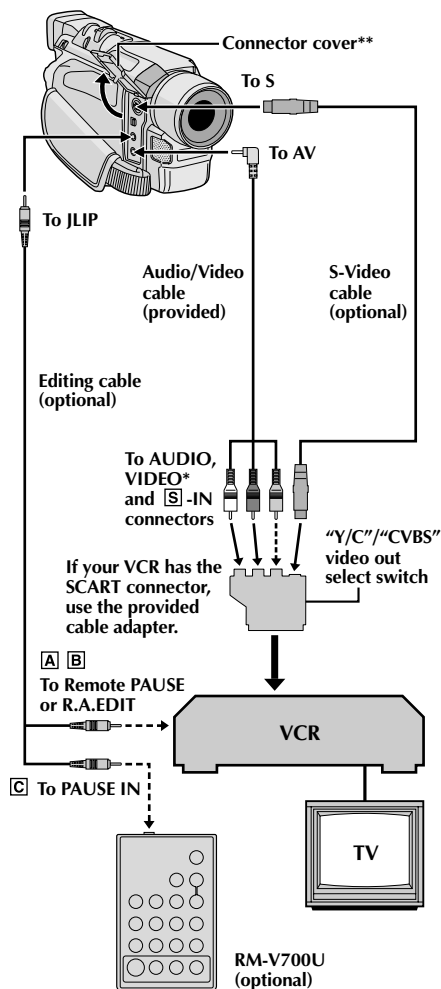 Connector cover**
To S
To AV
To JLIP
Audio/Video
cable
(provided)
S-Video
cable
(optional)
Editing cable
(optional)
To AUDIO,
VIDEO*
and S -IN
connectors
"Y/C"/"CVBS"
video out
select switch
If your VCR has the
SCART connector,
use the provided
cable adapter.
A B
To Remote PAUSE
or R.A.EDIT
VCR
C To PAUSE IN
TV
RM-V700U
(optional)